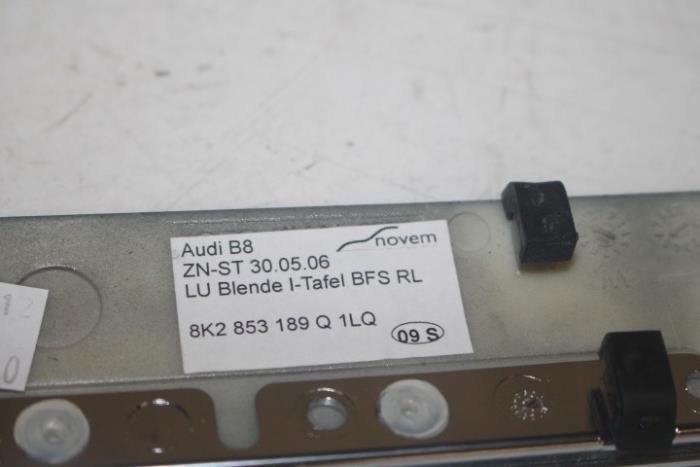 Audi B8
novem
ZN-ST 30.05.06
LU Blende I-Tafel BFS RL
8K2 853 189 Q 1LQ
09 S